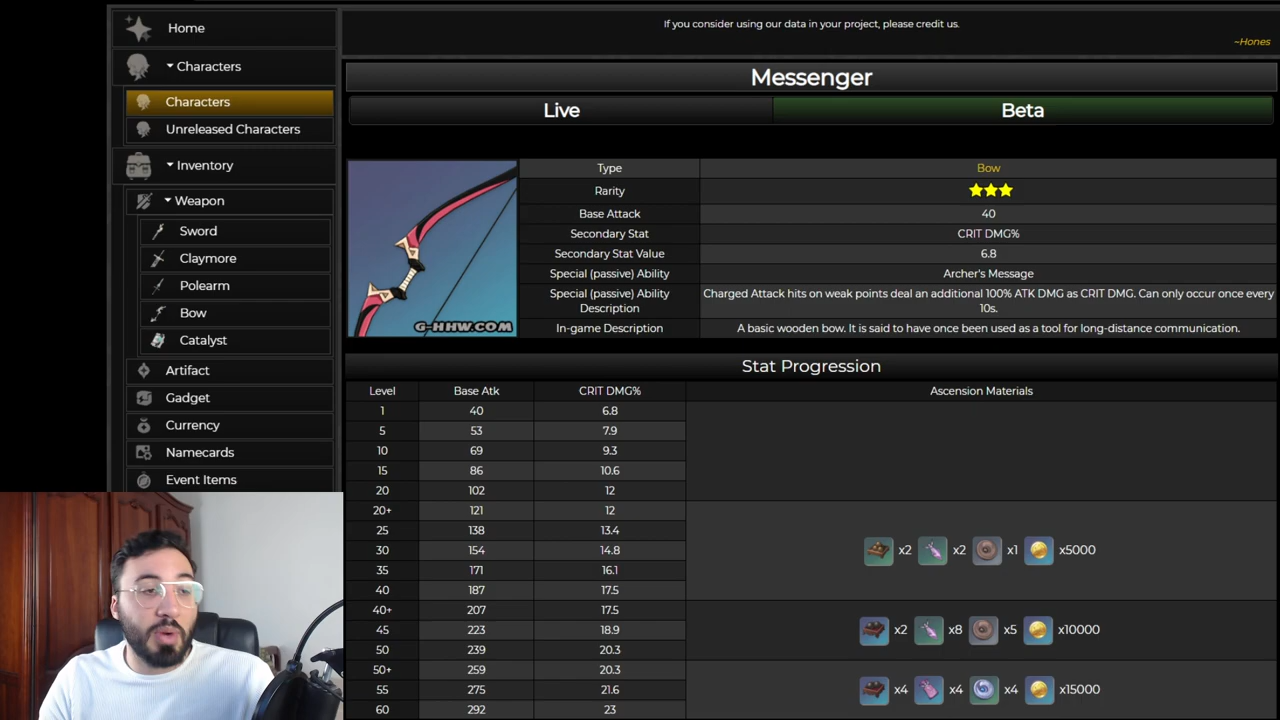 Home
Characters
Characters
Unreleased Characters
Inventory
Weapon
Sword
Claymore
Polearm
Bow
Catalyst
Artifact
Gadget
Currency
Namecards
Event Items
If you consider using our data in your project, please credit us.
~Hones
Messenger
Live Beta
G-HHW.COM
Type Bow
Rarity
Base Attack 40
Secondary Stat CRIT DMG%
Secondary Stat Value 6.8
Special (passive) Ability Archer's Message
Special (passive) Ability Description Charged Attack hits on weak points deal an additional 100% ATK DMG as CRIT DMG. Can only occur once every 10s.
In-game Description A basic wooden bow. It is said to have once been used as a tool for long-distance communication.
Stat Progression
Level Base Atk CRIT DMG% Ascension Materials
1 40 6.8
5 53 7.9
10 69 9.3
15 86 10.6
20 102 12
20+ 121 12
25 138 13.4
30 154 14.8 x2 x2 x1 x5000
35 171 16.1
40 187 17.5
40+ 207 17.5
45 223 18.9 x2 x8 x5 x10000
50 239 20.3
50+ 259 20.3
55 275 21.6 x4 x4 x4 x15000
60 292 23